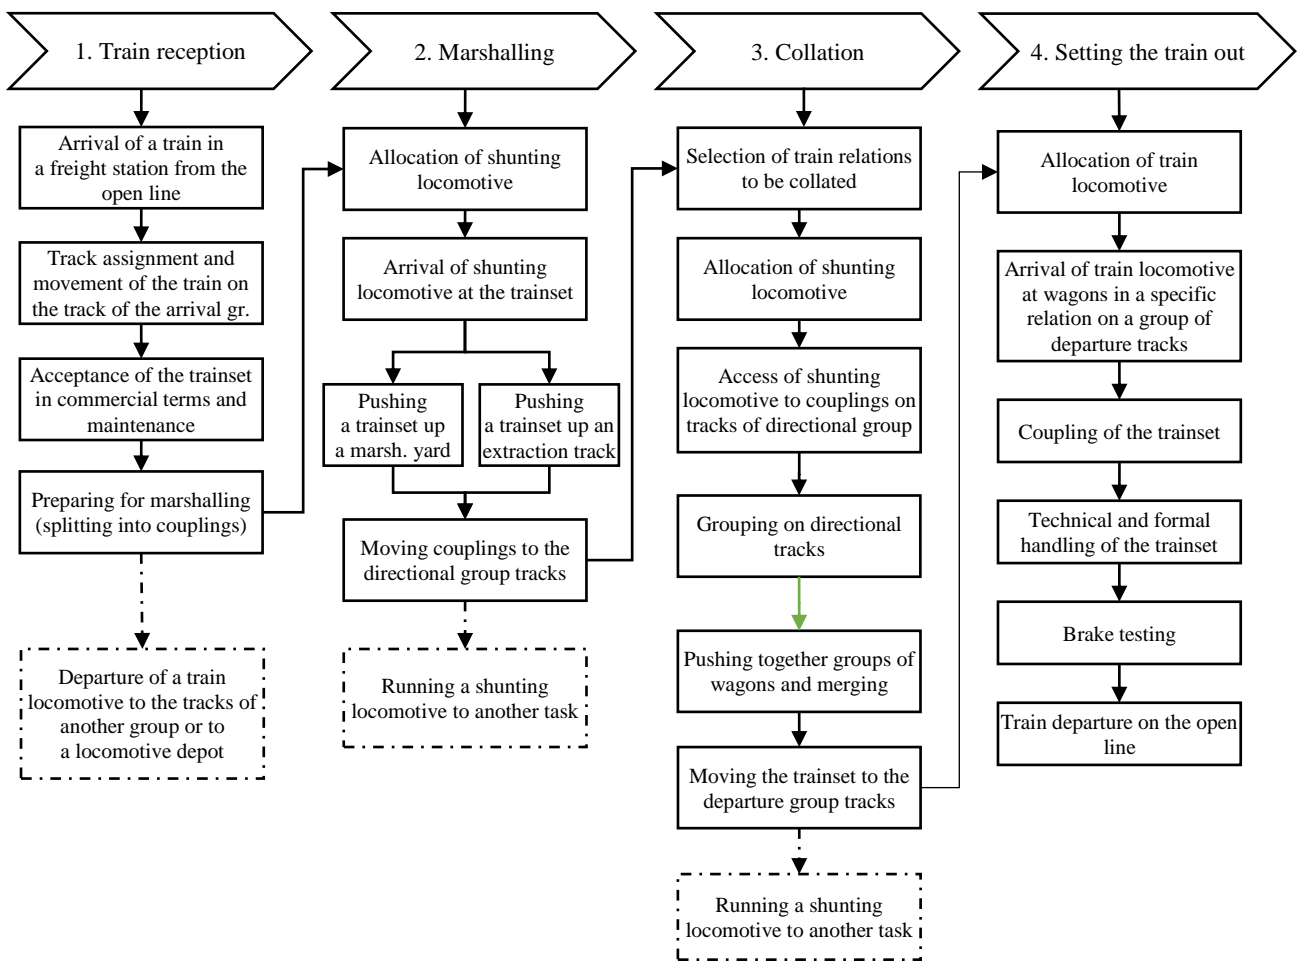 1. Train reception
Arrival of a train in
a freight station from the
open line
Track assignment and
movement of the train on
the track of the arrival gr.
Acceptance of the trainset
in commercial terms and
maintenance
Preparing for marshalling
(splitting into couplings)
Departure of a train
locomotive to the tracks of
another group or to
a locomotive depot
2. Marshalling
Allocation of shunting
locomotive
Arrival of shunting
locomotive at the trainset
Pushing
a trainset up
a marsh. yard
Pushing
a trainset up an
extraction track
Moving couplings to the
directional group tracks
Running a shunting
locomotive to another task
3. Collation
Selection of train relations
to be collated
Allocation of shunting
locomotive
Access of shunting
locomotive to couplings on
tracks of directional group
Grouping on directional
tracks
Pushing together groups of
wagons and merging
Moving the trainset to the
departure group tracks
Running a shunting
locomotive to another task
4. Setting the train out
Allocation of train
locomotive
Arrival of train locomotive
at wagons in a specific
relation on a group of
departure tracks
Coupling of the trainset
Technical and formal
handling of the trainset
Brake testing
Train departure on the open
line